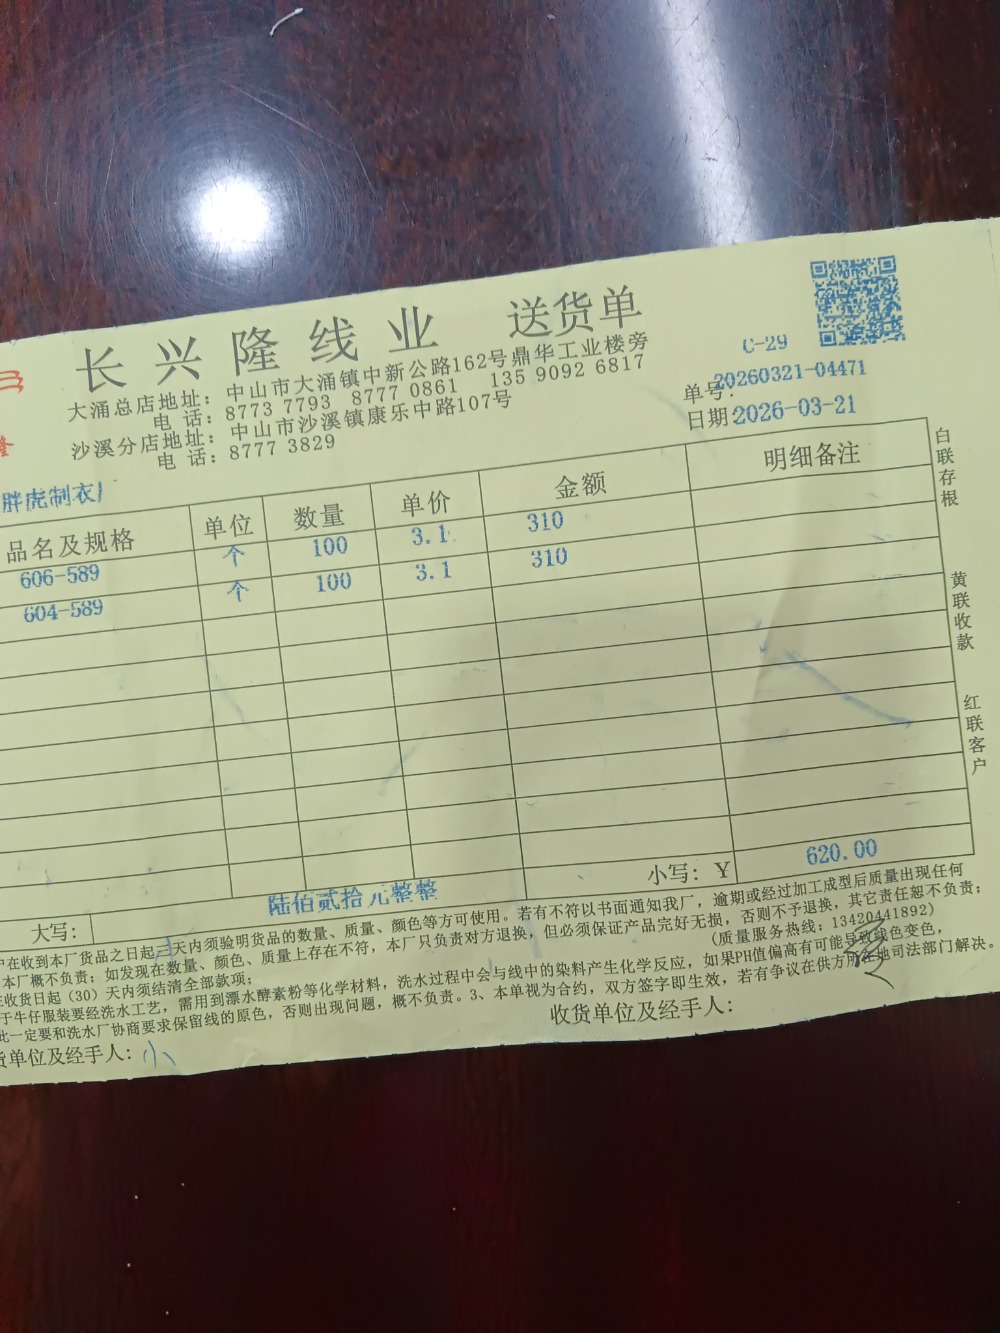 长兴隆线业 送货单
C-29
大涌总店地址：中山市大涌镇中新公路162号鼎华工业楼旁
电 话：8773 7793 8777 0861 135 9092 6817
沙溪分店地址：中山市沙溪镇康乐中路107号
电 话：8777 3829
单号：20260321-04471
日期：2026-03-21
隆
胖虎制衣
品名及规格 单位 数量 单价 金额 明细备注
606-589 个 100 3.1 310
604-589 个 100 3.1 310
白联存根
黄联收款
红联客户
大写：陆佰贰拾元整整 小写：Y 620.00
户在收到本厂货品之日起三天内须验明货品的数量、质量、颜色等方可使用。若有不符以书面通知我厂，逾期或经过加工成型后质量出现任何
本厂概不负责；如发现在数量、颜色、质量上存在不符，本厂只负责对方退换，但必须保证产品完好无损，否则不予退换，其它责任恕不负责；
收货日起（30）天内须结清全部款项； (质量服务热线：13420441892)
于牛仔服装要经洗水工艺，需用到漂水酵素粉等化学材料，洗水过程中会与线中的染料产生化学反应，如果PH值偏高有可能导致线色变色，
此一定要和洗水厂协商要求保留线的原色，否则出现问题，概不负责。3、本单视为合约，双方签字即生效，若有争议在供方所在地司法部门解决。
货单位及经手人：小 收货单位及经手人：